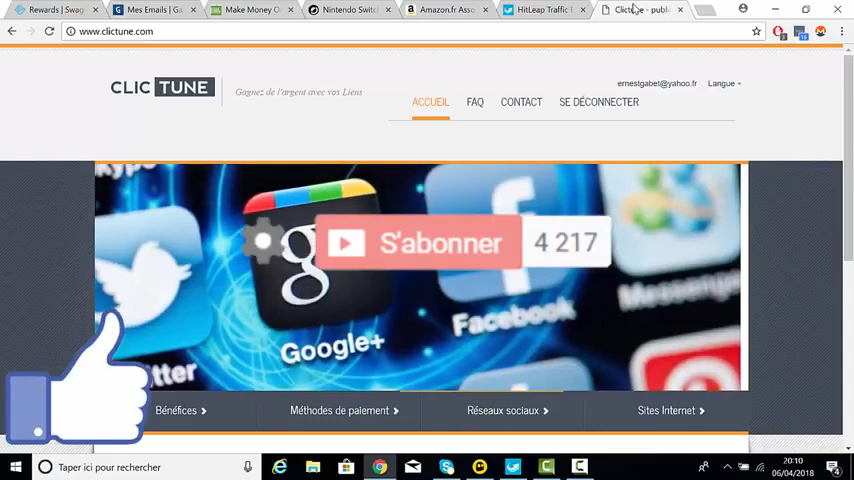 Rewards | Swag
Mes Emails | Ga
Make Money O
Nintendo Switc
Amazon.fr Asso
HitLeap Traffic E
Clictune - publi
www.clictune.com
CLIC TUNE
Gagnez de l'argent avec vos Liens
ernestgabet@yahoo.fr
Langue
ACCUEIL
FAQ
CONTACT
SE DÉCONNECTER
S'abonner
4 217
Google+
Facebook
Messenger
Bénéfices
Méthodes de paiement
Réseaux sociaux
Sites Internet
Taper ici pour rechercher
20:10
06/04/2018